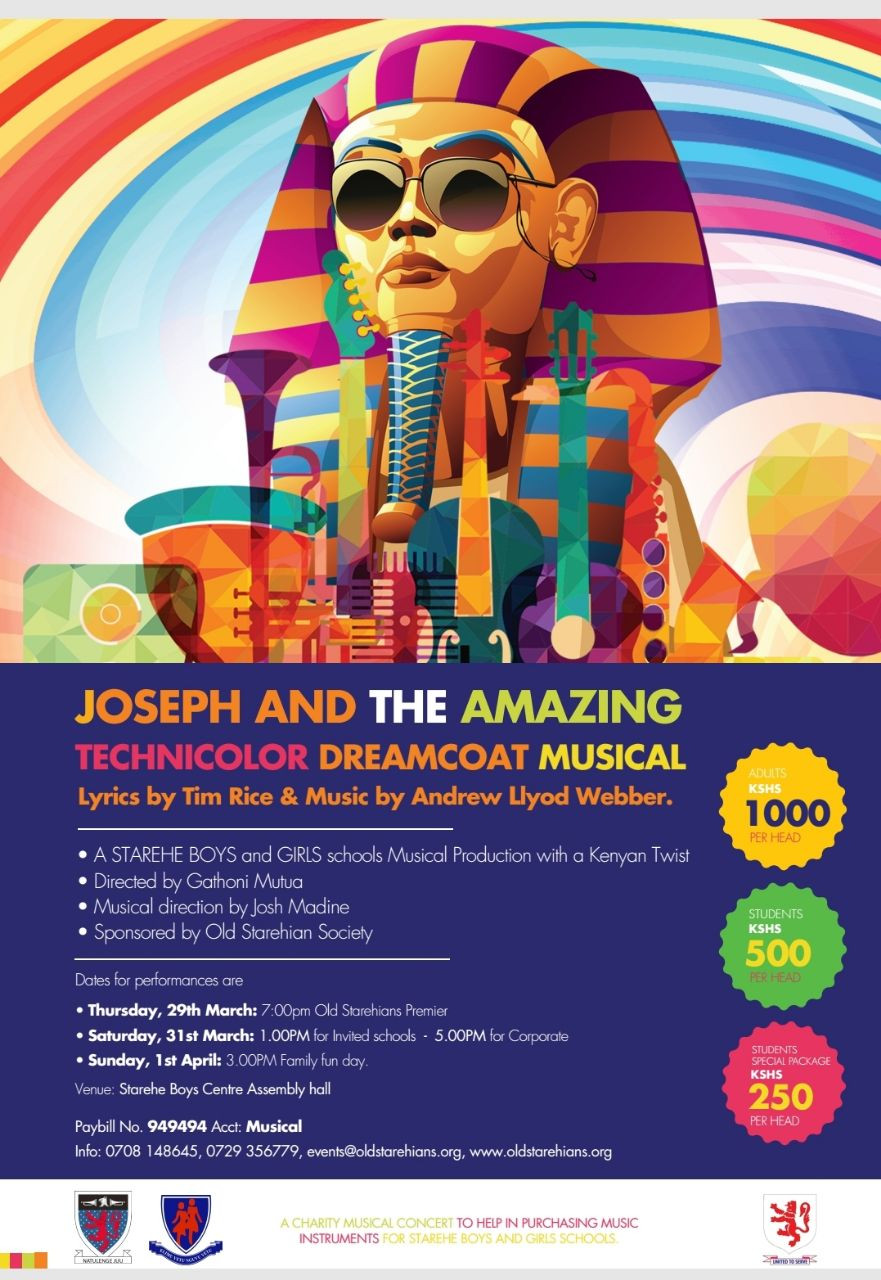 JOSEPH AND THE AMAZING
TECHNICOLOR DREAMCOAT MUSICAL
Lyrics by Tim Rice & Music by Andrew Llyod Webber.
• A STAREHE BOYS and GIRLS schools Musical Production with a Kenyan Twist
• Directed by Gathoni Mutua
• Musical direction by Josh Madine
• Sponsored by Old Starehian Society
Dates for performances are
• Thursday, 29th March: 7:00pm Old Starehians Premier
• Saturday, 31st March: 1.00PM for Invited schools - 5.00PM for Corporate
• Sunday, 1st April: 3.00PM Family fun day.
Venue: Starehe Boys Centre Assembly hall
Paybill No. 949494 Acct: Musical
Info: 0708 148645, 0729 356779, events@oldstarehians.org, www.oldstarehians.org
ADULTS
KSHS
1000
PER HEAD
STUDENTS
KSHS
500
PER HEAD
STUDENTS
SPECIAL PACKAGE
KSHS
250
PER HEAD
NATULENGE JUU
A CHARITY MUSICAL CONCERT TO HELP IN PURCHASING MUSIC
INSTRUMENTS FOR STAREHE BOYS AND GIRLS SCHOOLS.
UNITED TO SERVE